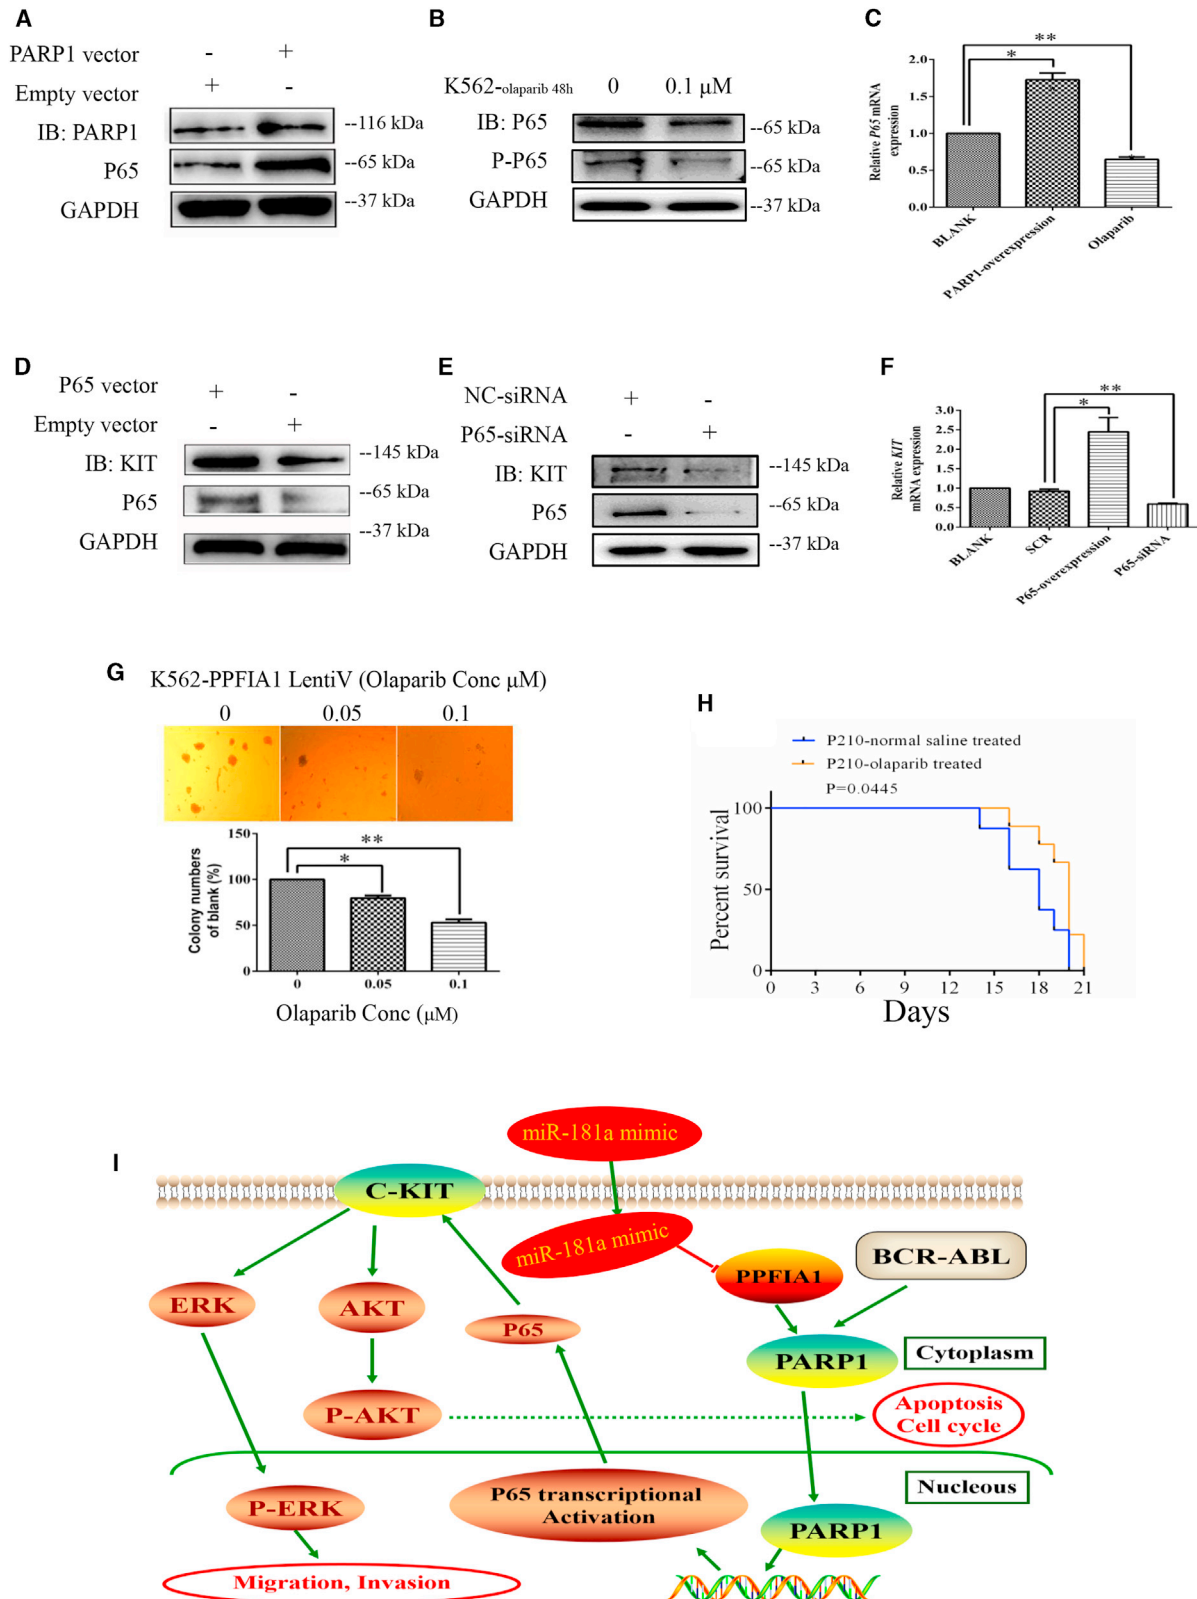 A
PARP1 vector - +
Empty vector + -
IB: PARP1 --116 kDa
P65 --65 kDa
GAPDH --37 kDa
B
K562-olaparib 48h 0 0.1 μM
IB: P65 --65 kDa
P-P65 --65 kDa
GAPDH --37 kDa
C
Relative P65 mRNA
expression
2.0
1.5
1.0
0.5
0.0
**
*
BLANK
PARP1-overexpression
Olaparib
D
P65 vector + -
Empty vector - +
IB: KIT --145 kDa
P65 --65 kDa
GAPDH --37 kDa
E
NC-siRNA + -
P65-siRNA - +
IB: KIT --145 kDa
P65 --65 kDa
GAPDH --37 kDa
F
Relative KIT
mRNA expression
3.0
2.5
2.0
1.5
1.0
0.5
0.0
**
*
BLANK
SCR
P65-overexpression
P65-siRNA
G
K562-PPFIA1 LentiV (Olaparib Conc μM)
0 0.05 0.1
Colony numbers
of blank (%)
150
100
50
0
**
*
0 0.05 0.1
Olaparib Conc (μM)
H
P210-normal saline treated
P210-olaparib treated
P=0.0445
Percent survival
100
50
0
0 3 6 9 12 15 18 21
Days
I
miR-181a mimic
C-KIT
miR-181a mimic
PPFIA1
BCR-ABL
ERK
AKT
P65
PARP1
Cytoplasm
P-AKT
Apoptosis
Cell cycle
Nucleous
P-ERK
P65 transcriptional
Activation
PARP1
Migration, Invasion